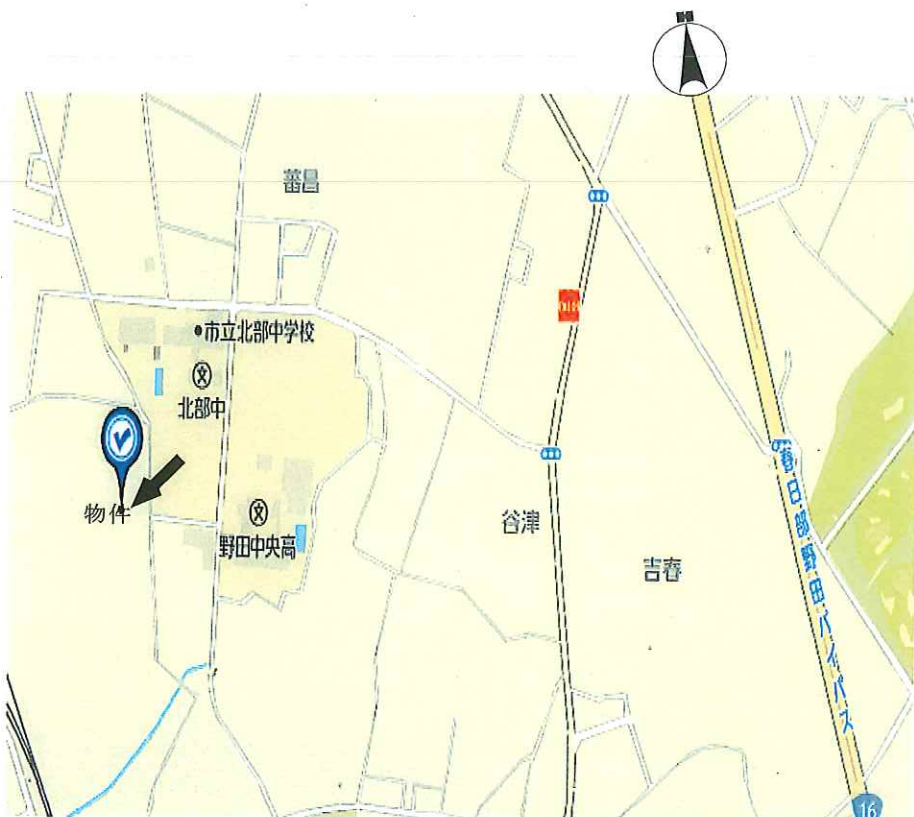 蕃昌
市立北部中学校
北部中
物件
野田中央高
谷津
吉春
春日部野田バイパス
16